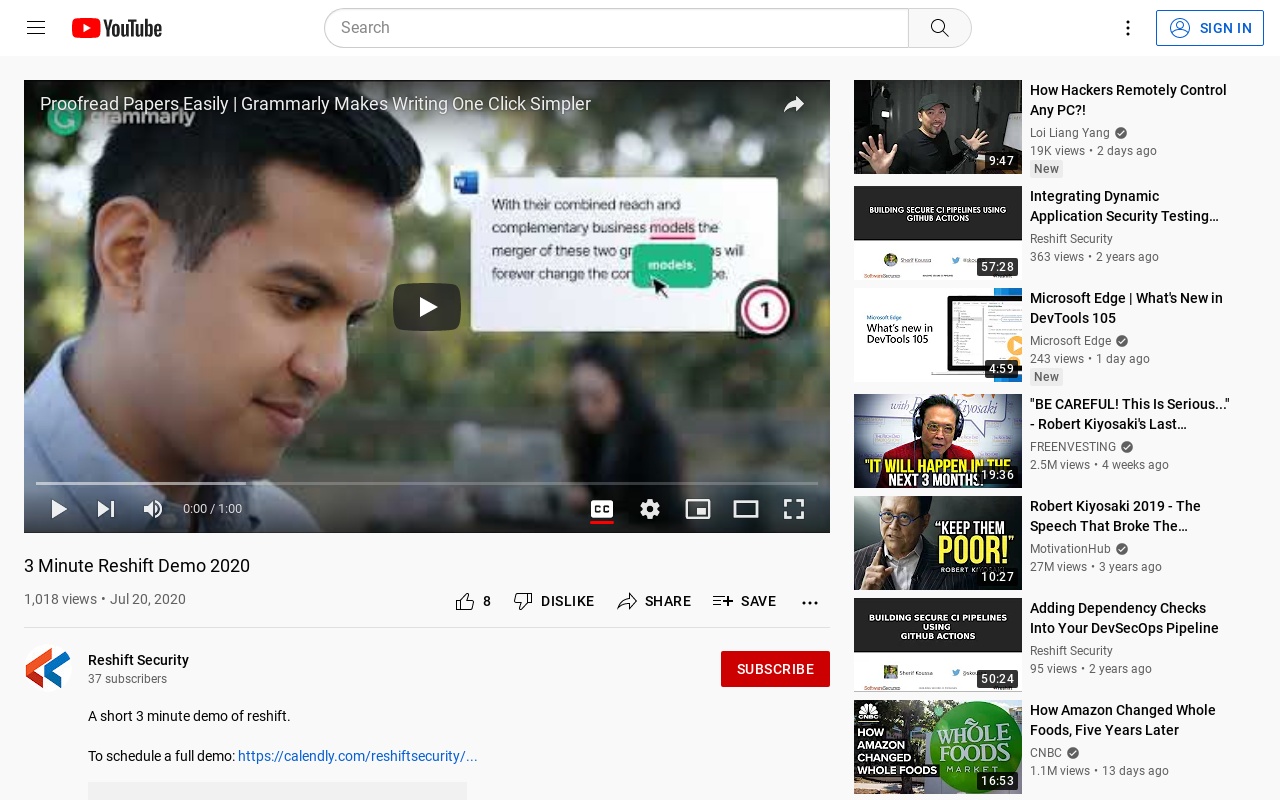 YouTube
Search
SIGN IN
Proofread Papers Easily | Grammarly Makes Writing One Click Simpler
grammarly
With their combined reach and
complementary business models the
merger of these two
will
forever change the
models,
1
0:00 / 1:00
CC
3 Minute Reshift Demo 2020
1,018 views • Jul 20, 2020
8
DISLIKE
SHARE
SAVE
Reshift Security
37 subscribers
SUBSCRIBE
A short 3 minute demo of reshift.
To schedule a full demo: https://calendly.com/reshiftsecurity/...
9:47
How Hackers Remotely Control
Any PC?!
Loi Liang Yang
19K views • 2 days ago
New
BUILDING SECURE CI PIPELINES USING
GITHUB ACTIONS
Sherif Koussa
57:28
Integrating Dynamic
Application Security Testing...
Reshift Security
363 views • 2 years ago
Microsoft Edge
What's new in
DevTools 105
4:59
Microsoft Edge | What's New in
DevTools 105
Microsoft Edge
243 views • 1 day ago
New
with
Kiyosaki
"IT WILL HAPPEN IN THE
NEXT 3 MONTHS
19:36
"BE CAREFUL! This Is Serious..."
- Robert Kiyosaki's Last...
FREENVESTING
2.5M views • 4 weeks ago
"KEEP THEM
POOR!"
ROBERT
10:27
Robert Kiyosaki 2019 - The
Speech That Broke The...
MotivationHub
27M views • 3 years ago
BUILDING SECURE CI PIPELINES
USING
GITHUB ACTIONS
Sherif Koussa
50:24
Adding Dependency Checks
Into Your DevSecOps Pipeline
Reshift Security
95 views • 2 years ago
CNBC
HOW
AMAZON
CHANGED
WHOLE FOODS
WHOLE
FOODS
MARKET
16:53
How Amazon Changed Whole
Foods, Five Years Later
CNBC
1.1M views • 13 days ago